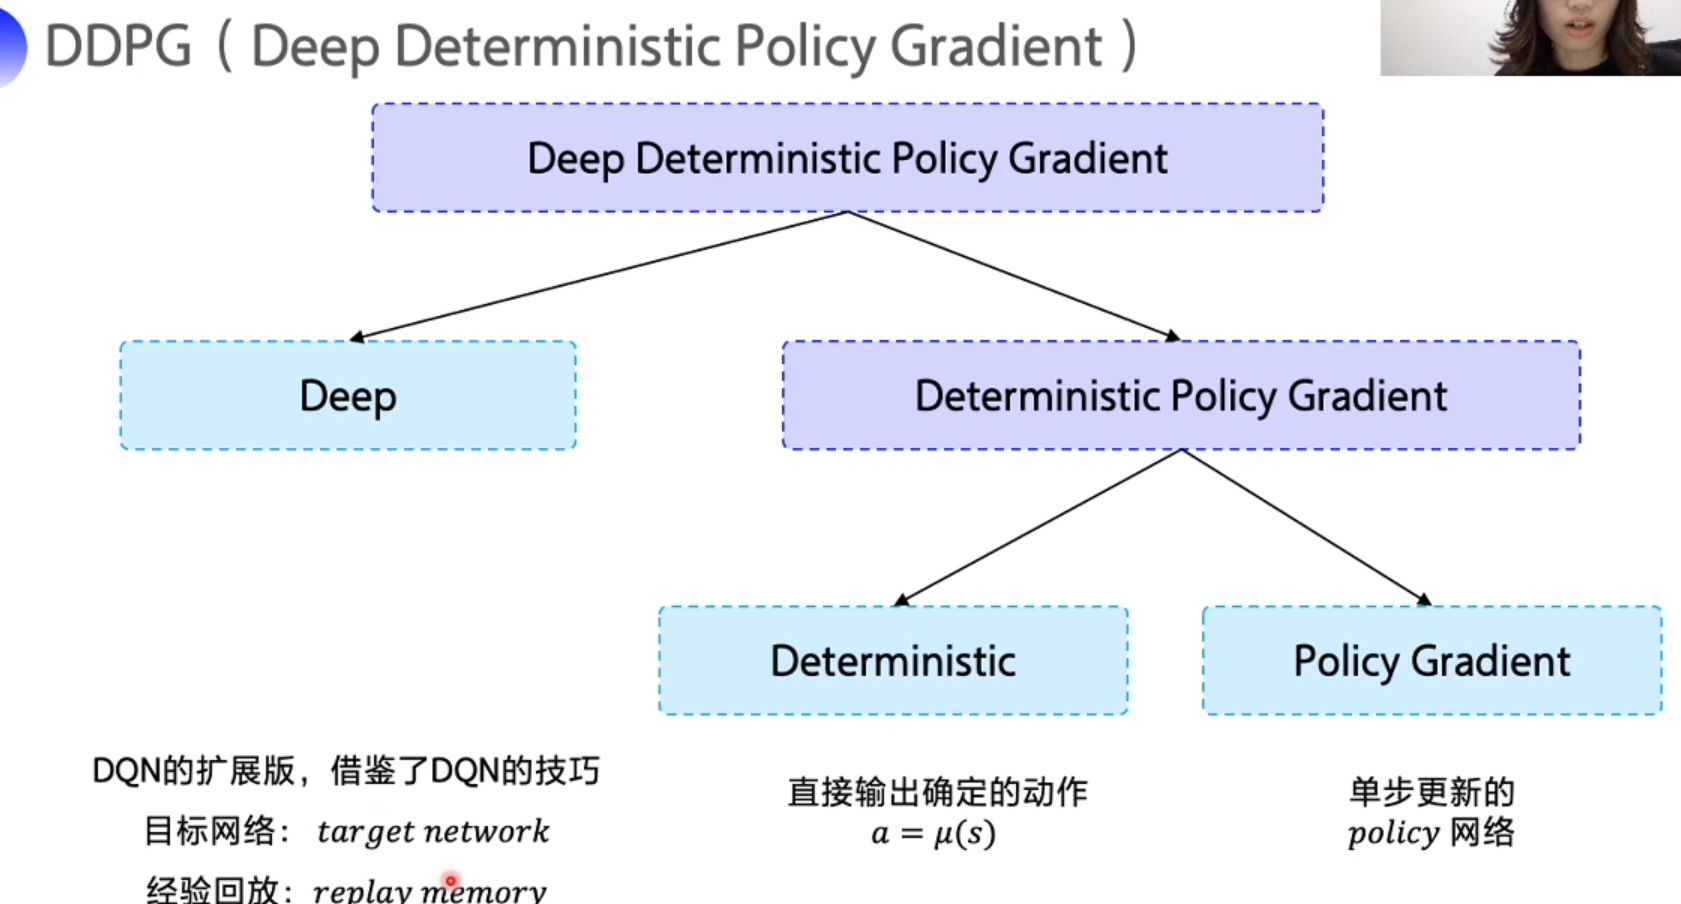 DDPG（Deep Deterministic Policy Gradient）
Deep Deterministic Policy Gradient
Deep
Deterministic Policy Gradient
Deterministic
Policy Gradient
DQN的扩展版，借鉴了DQN的技巧
目标网络：target network
经验回放：replay memory
直接输出确定的动作
a = μ(s)
单步更新的
policy 网络